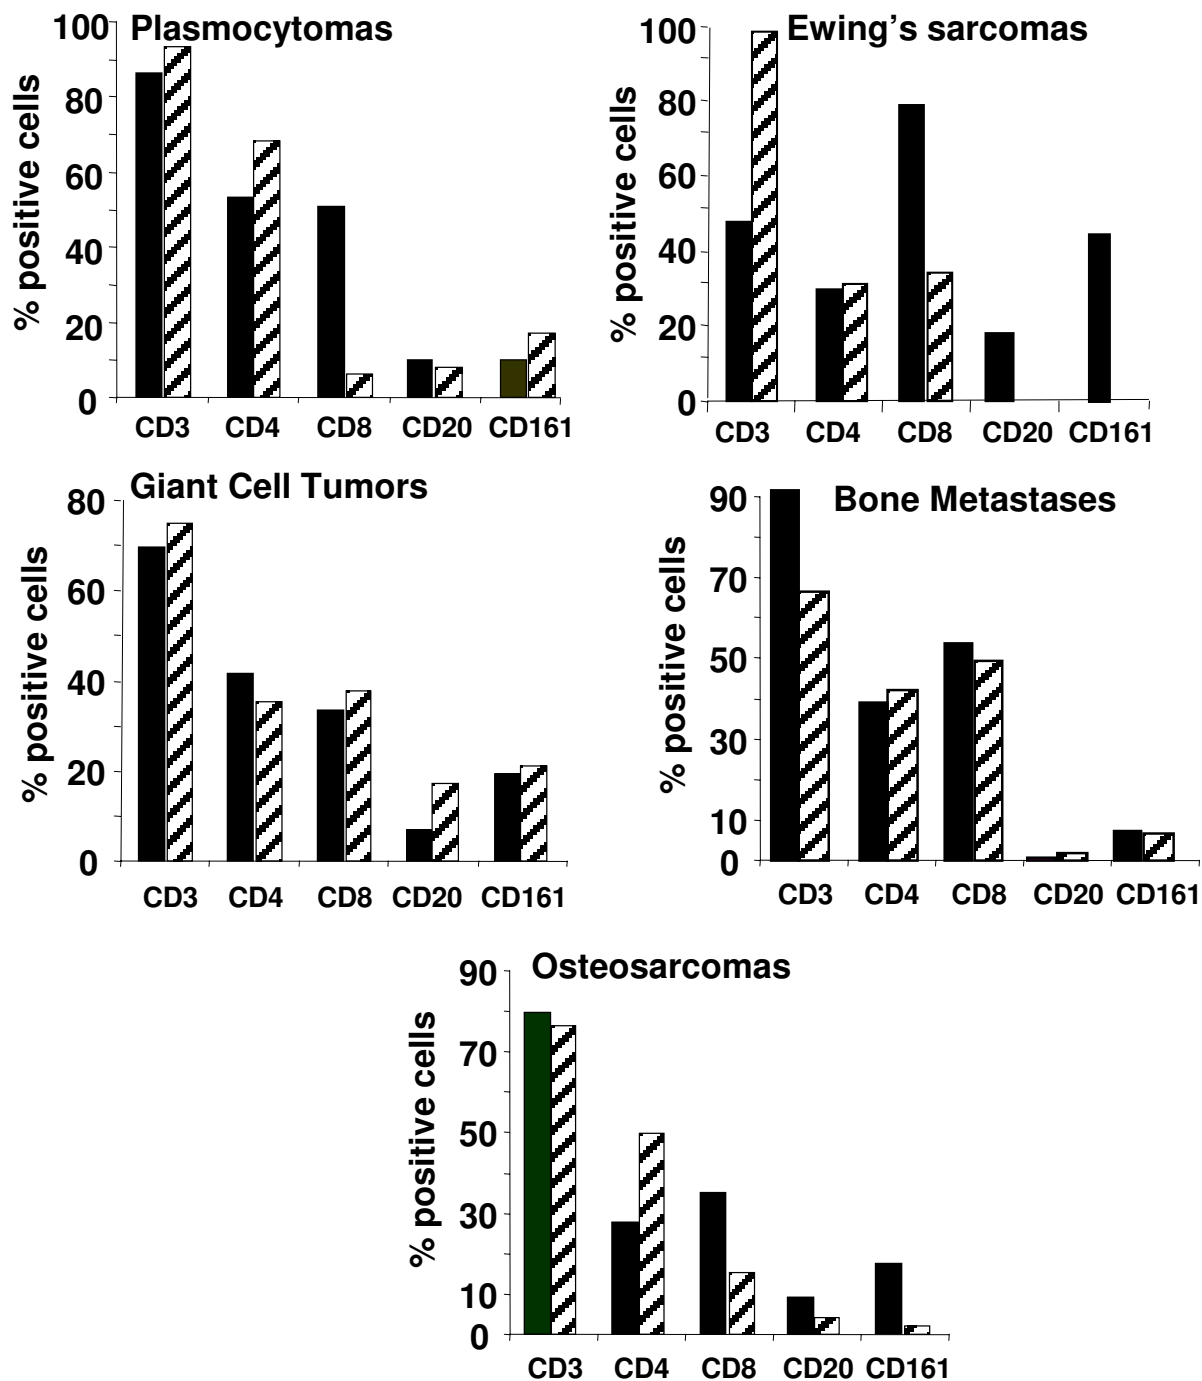 Plasmocytomas
% positive cells
100
80
60
40
20
0
CD3 CD4 CD8 CD20 CD161
Ewing's sarcomas
% positive cells
100
80
60
40
20
0
CD3 CD4 CD8 CD20 CD161
Giant Cell Tumors
% positive cells
80
60
40
20
0
CD3 CD4 CD8 CD20 CD161
Bone Metastases
% positive cells
90
70
50
30
10
0
CD3 CD4 CD8 CD20 CD161
Osteosarcomas
% positive cells
90
70
50
30
10
0
CD3 CD4 CD8 CD20 CD161